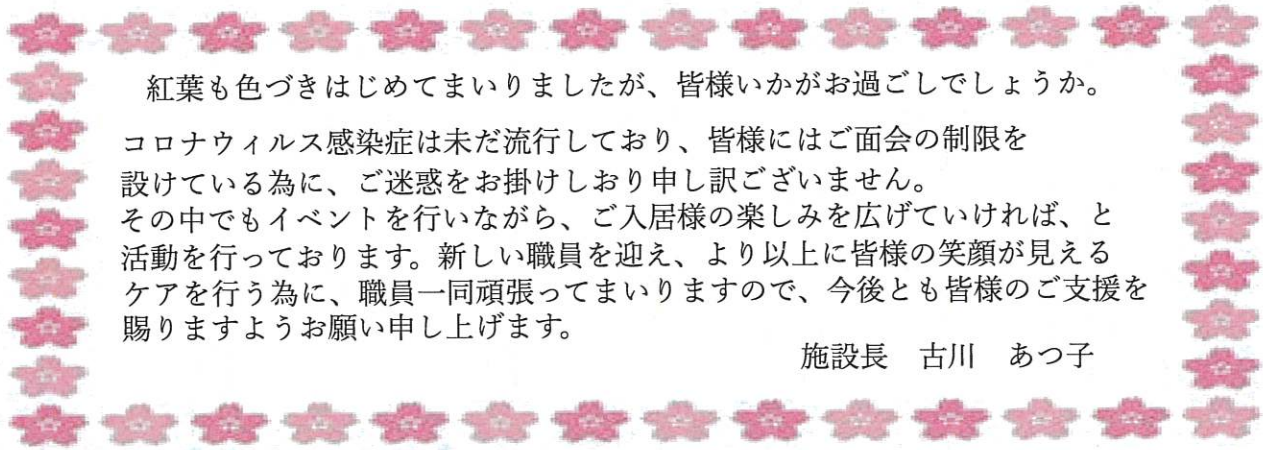 紅葉も色づきはじめてまいりましたが、皆様いかがお過ごしでしょうか。
コロナウィルス感染症は未だ流行しており、皆様にはご面会の制限を
設けている為に、ご迷惑をお掛けしおり申し訳ございません。
その中でもイベントを行いながら、ご入居様の楽しみを広げていければ、と
活動を行っております。新しい職員を迎え、より以上に皆様の笑顔が見える
ケアを行う為に、職員一同頑張ってまいりますので、今後とも皆様のご支援を
賜りますようお願い申し上げます。
施設長　古川　あつ子